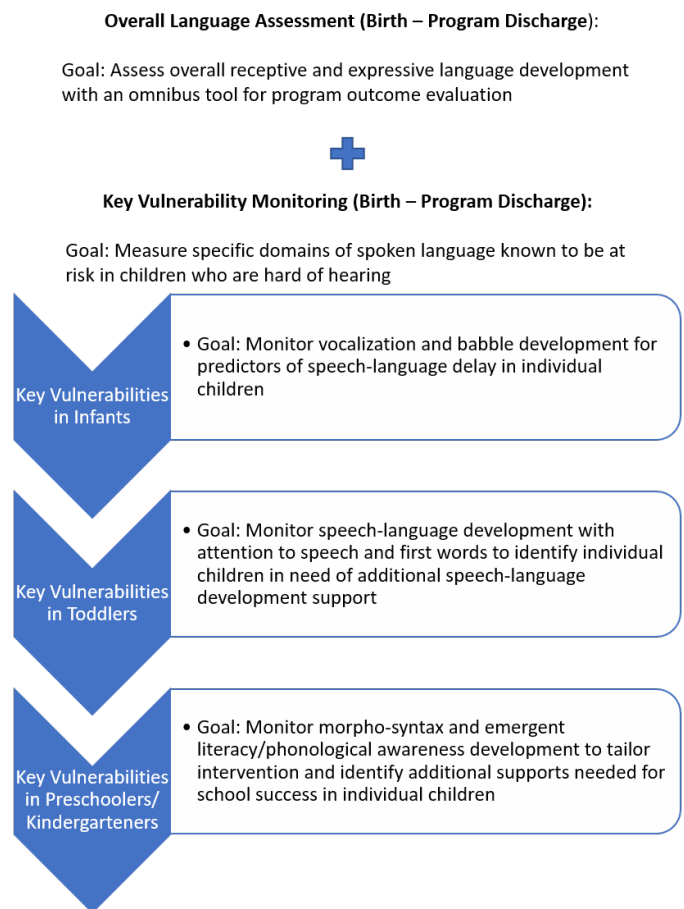 Overall Language Assessment (Birth – Program Discharge):
Goal: Assess overall receptive and expressive language development
with an omnibus tool for program outcome evaluation
Key Vulnerability Monitoring (Birth – Program Discharge):
Goal: Measure specific domains of spoken language known to be at
risk in children who are hard of hearing
Key Vulnerabilities
in Infants
• Goal: Monitor vocalization and babble development for
predictors of speech-language delay in individual
children
Key Vulnerabilities
in Toddlers
• Goal: Monitor speech-language development with
attention to speech and first words to identify individual
children in need of additional speech-language
development support
Key Vulnerabilities
in Preschoolers/
Kindergarteners
• Goal: Monitor morpho-syntax and emergent
literacy/phonological awareness development to tailor
intervention and identify additional supports needed for
school success in individual children